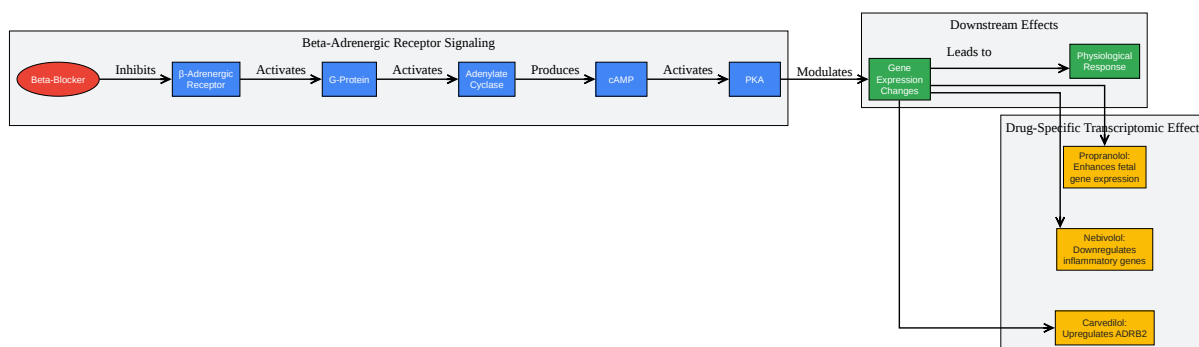 Beta-Adrenergic Receptor Signaling
Beta-Blocker
Inhibits
β-Adrenergic
Receptor
Activates
G-Protein
Activates
Adenylate
Cyclase
Produces
cAMP
Activates
PKA
Modulates
Downstream Effects
Gene
Expression
Changes
Leads to
Physiological
Response
Drug-Specific Transcriptomic Effect
Propranolol:
Enhances fetal
gene expression
Nebivolol:
Downregulates
inflammatory genes
Carvedilol:
Upregulates ADRB2